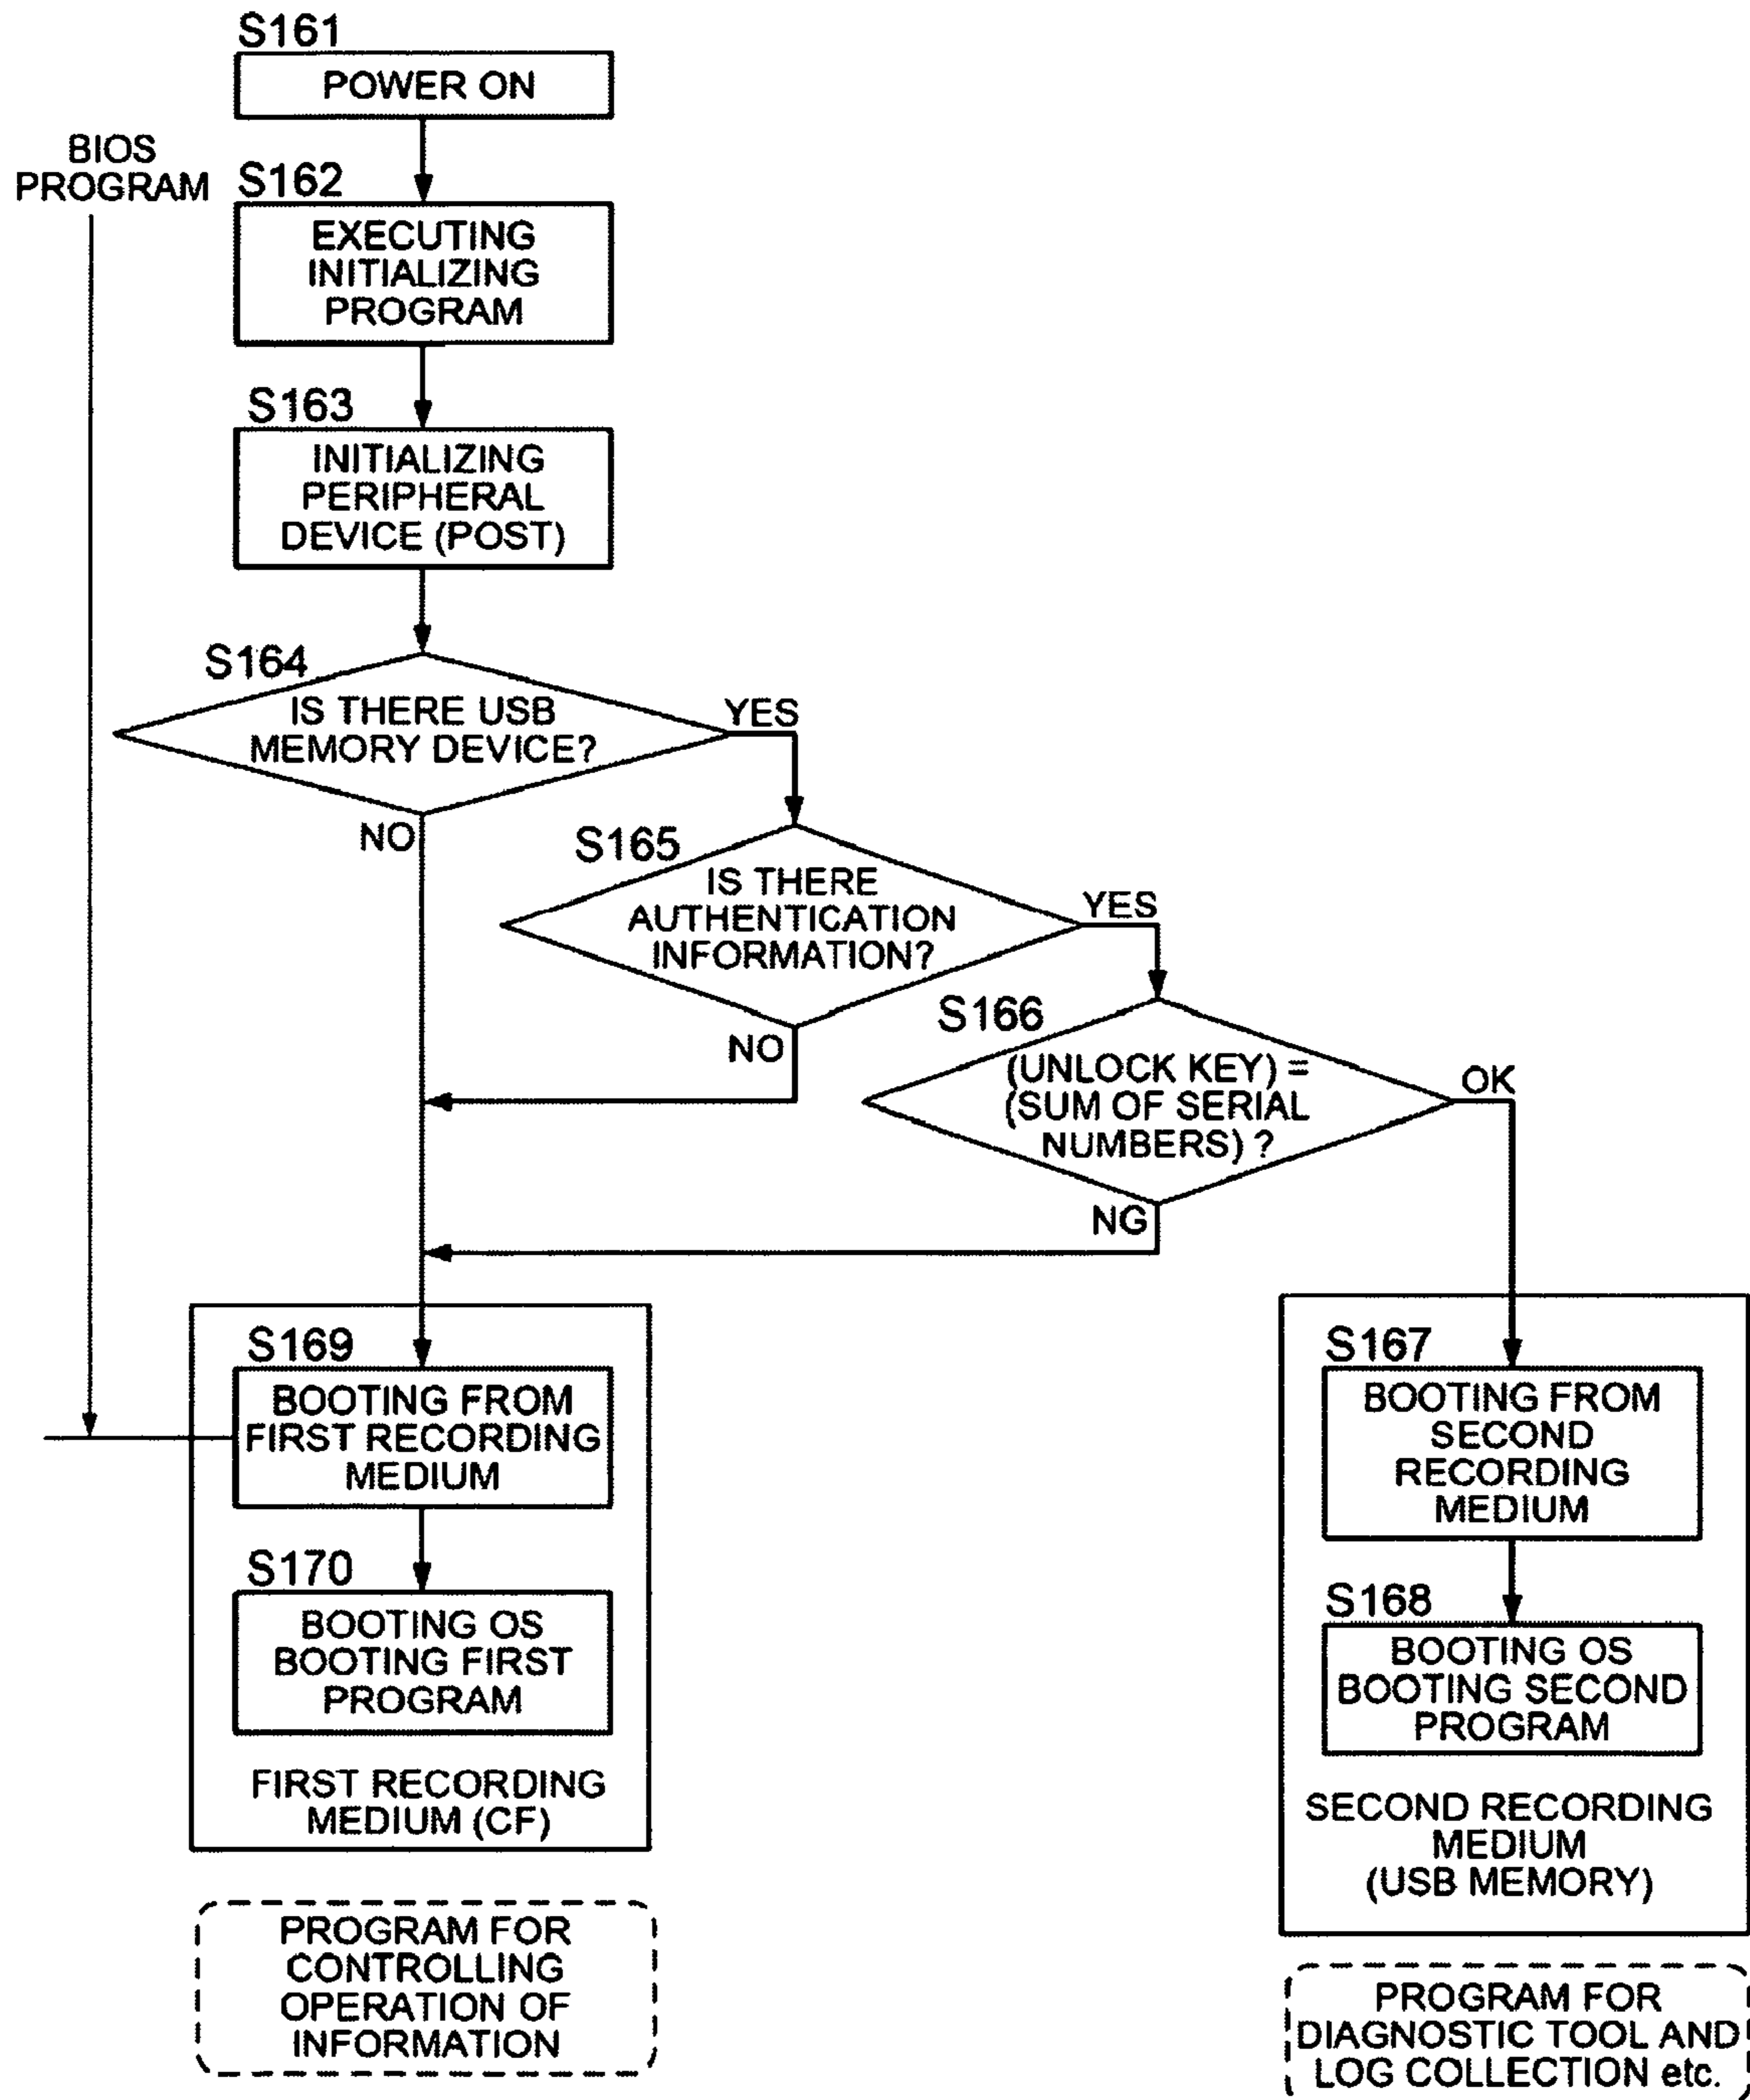 S161
POWER ON
BIOS
PROGRAM
S162
EXECUTING
INITIALIZING
PROGRAM
S163
INITIALIZING
PERIPHERAL
DEVICE (POST)
S164
IS THERE USB
MEMORY DEVICE?
YES
NO
S165
IS THERE
AUTHENTICATION
INFORMATION?
YES
NO
S166
(UNLOCK KEY) =
(SUM OF SERIAL
NUMBERS) ?
OK
NG
S169
BOOTING FROM
FIRST RECORDING
MEDIUM
S170
BOOTING OS
BOOTING FIRST
PROGRAM
FIRST RECORDING
MEDIUM (CF)
PROGRAM FOR
CONTROLLING
OPERATION OF
INFORMATION
S167
BOOTING FROM
SECOND
RECORDING
MEDIUM
S168
BOOTING OS
BOOTING SECOND
PROGRAM
SECOND RECORDING
MEDIUM
(USB MEMORY)
PROGRAM FOR
DIAGNOSTIC TOOL AND
LOG COLLECTION etc.